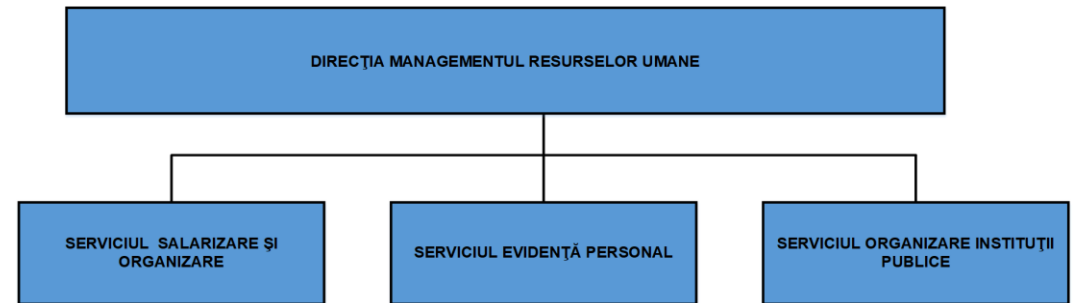 DIRECŢIA MANAGEMENTUL RESURSELOR UMANE
SERVICIUL SALARIZARE ŞI
ORGANIZARE
SERVICIUL EVIDENŢĂ PERSONAL
SERVICIUL ORGANIZARE INSTITUŢII
PUBLICE